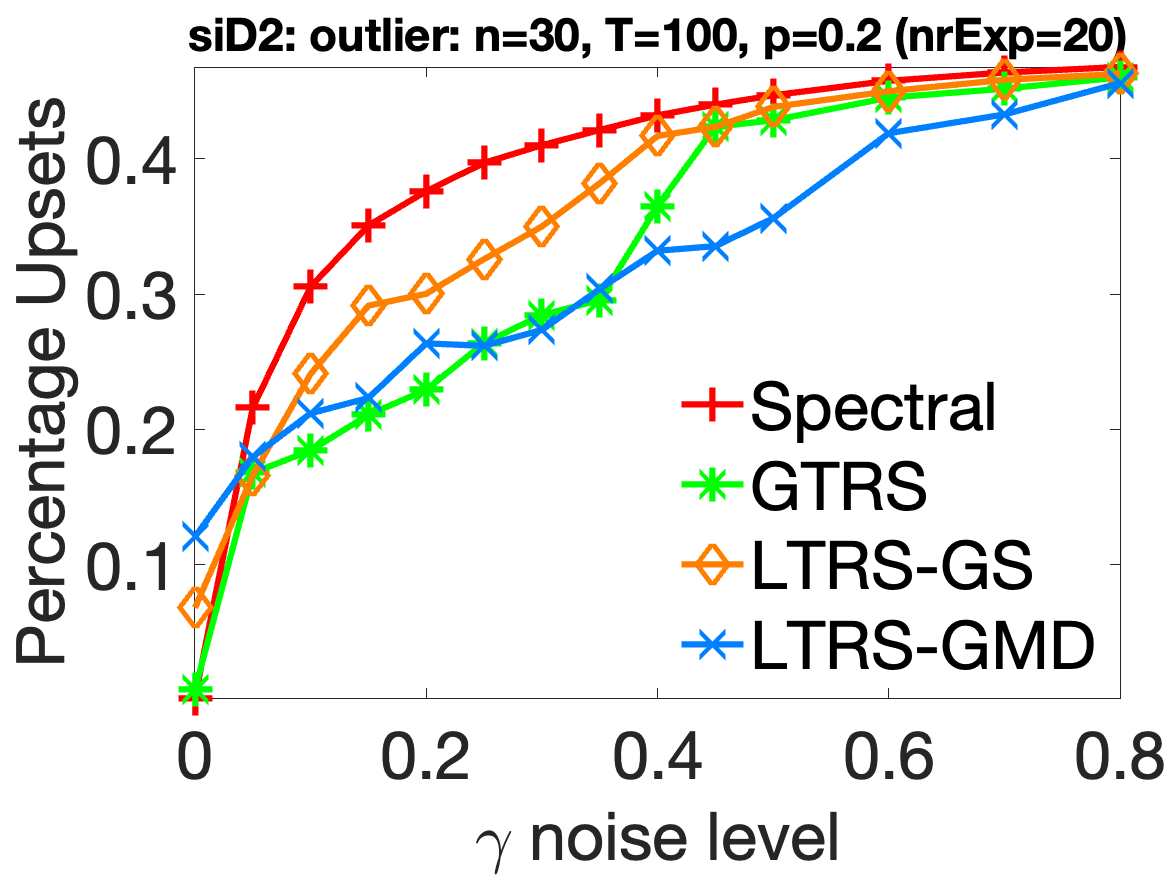 siD2: outlier: n=30, T=100, p=0.2 (nrExp=20)
Percentage Upsets
0.4
0.3
0.2
0.1
Spectral
GTRS
LTRS-GS
LTRS-GMD
0 0.2 0.4 0.6 0.8
γ noise level